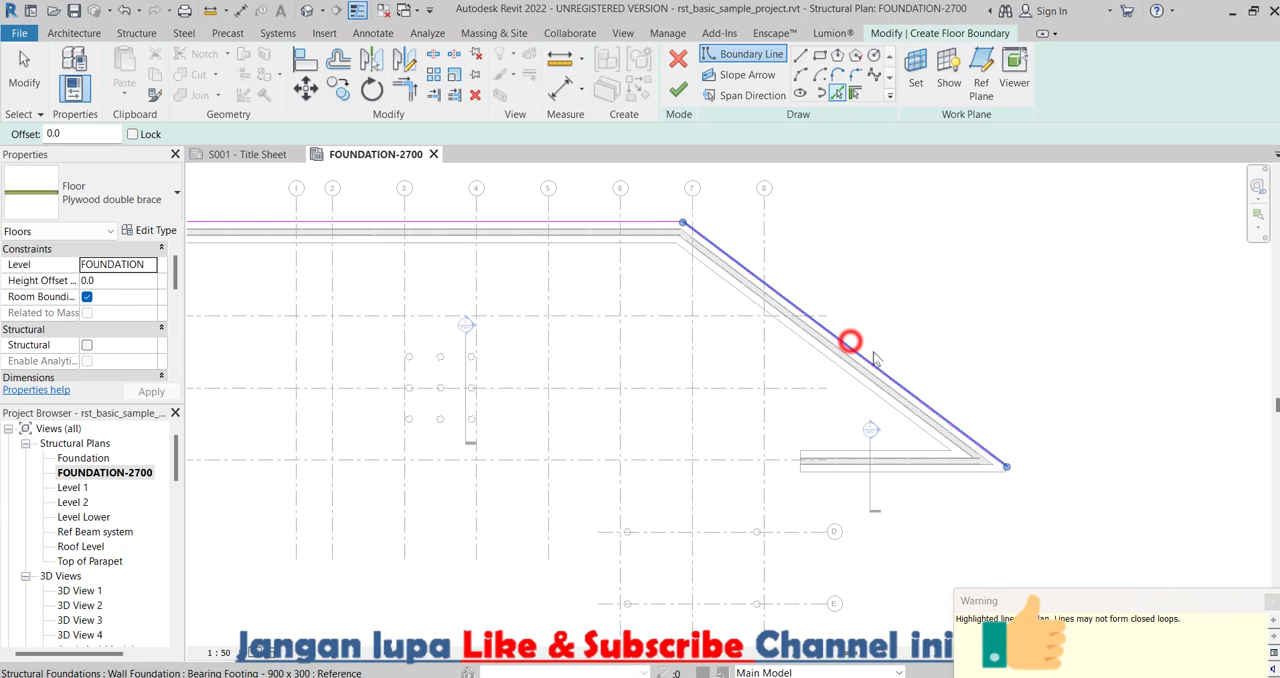 Autodesk Revit 2022 - UNREGISTERED VERSION - rst_basic_sample_project.rvt - Structural Plan: FOUNDATION-2700
Sign In
File Architecture Structure Steel Precast Systems Insert Annotate Analyze Massing & Site Collaborate View Manage Add-Ins Enscape™ Lumion® Modify | Create Floor Boundary
Modify
Paste
Notch
Cut
Join
Boundary Line
Slope Arrow
Span Direction
Set Show Ref Plane Viewer
Select Properties Clipboard Geometry Modify View Measure Create Mode Draw Work Plane
Offset: 0.0 Lock
Properties
S001 - Title Sheet
FOUNDATION-2700
Floor
Plywood double brace
Floors
Edit Type
Constraints
Level FOUNDATION
Height Offset ... 0.0
Room Boundi...
Related to Mass
Structural
Structural
Enable Analyti...
Dimensions
Properties help
Apply
Project Browser - rst_basic_sample_...
Views (all)
Structural Plans
Foundation
FOUNDATION-2700
Level 1
Level 2
Level Lower
Ref Beam system
Roof Level
Top of Parapet
3D Views
3D View 1
3D View 2
3D View 3
3D View 4
1 2 3 4 5 6 7 8
D
E
Warning
Highlighted line
Lines may not form closed loops.
Jangan lupa Like & Subscribe Channel ini
1 : 50
Structural Foundations : Wall Foundation : Bearing Footing - 900 x 300 : Reference
:0
Main Model